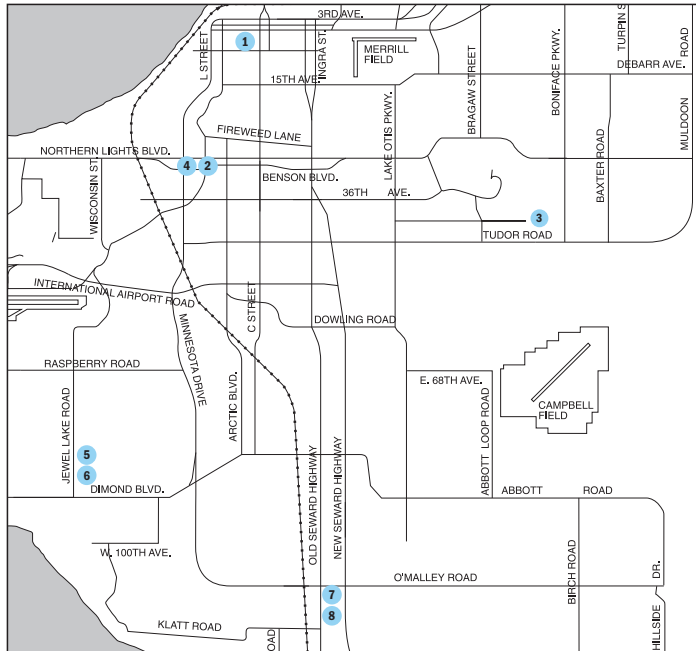 3RD AVE.
TURPIN S
ROAD
1
L STREET
INGRA ST.
MERRILL
FIELD
DEBARR AVE.
15TH AVE.
BRAGAW STREET
BONIFACE PKWY.
MULDOON
FIREWEED LANE
LAKE OTIS PKWY.
BAXTER ROAD
NORTHERN LIGHTS BLVD.
4
2
BENSON BLVD.
WISCONSIN ST.
36TH AVE.
3
TUDOR ROAD
INTERNATIONAL AIRPORT ROAD
C STREET
MINNESOTA DRIVE
DOWLING ROAD
RASPBERRY ROAD
E. 68TH AVE.
CAMPBELL
FIELD
ARCTIC BLVD.
JEWEL LAKE ROAD
ABBOTT LOOP ROAD
5
6
OLD SEWARD HIGHWAY
NEW SEWARD HIGHWAY
DIMOND BLVD.
ABBOTT ROAD
W. 100TH AVE.
O'MALLEY ROAD
BIRCH ROAD
HILLSIDE DR.
7
8
KLATT ROAD
OAD